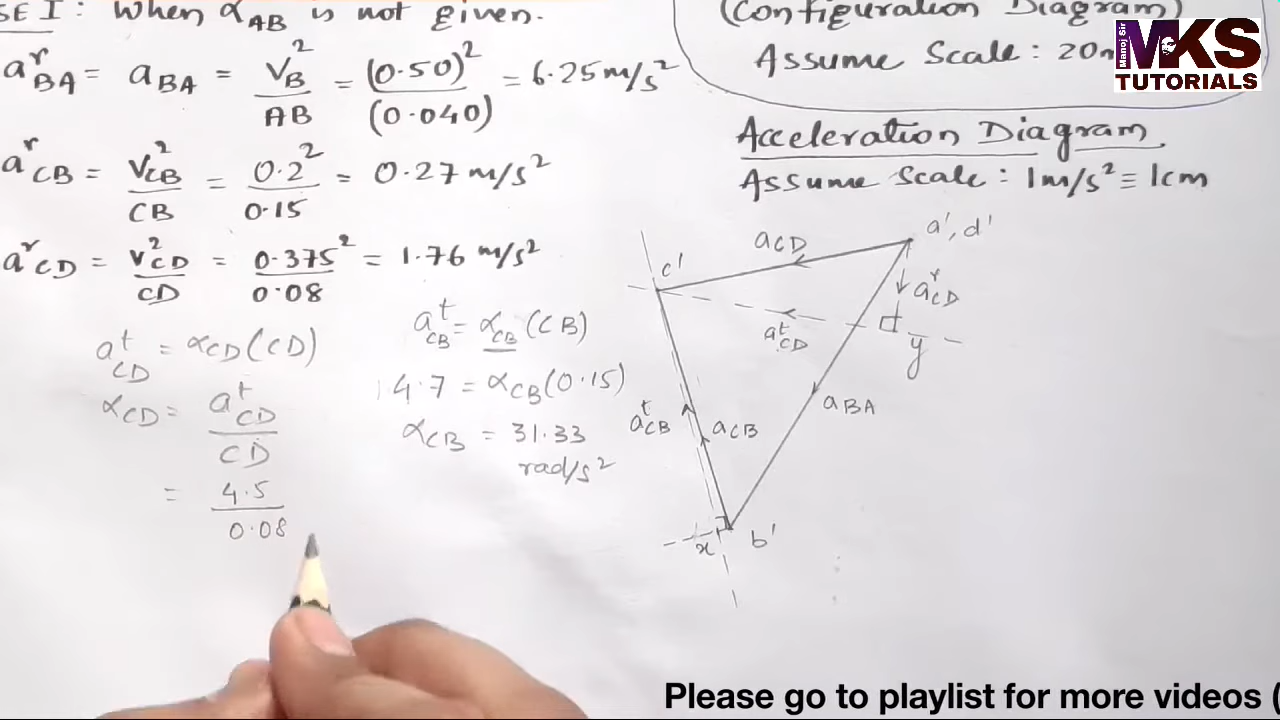 SE I : When α_AB is not given.
a^r_BA = a_BA = V_B^2 / AB = (0.50)^2 / (0.040) = 6.25 m/s^2
a^r_CB = V_CB^2 / CB = 0.2^2 / 0.15 = 0.27 m/s^2
a^r_CD = V_CD^2 / CD = 0.375^2 / 0.08 = 1.76 m/s^2
a^t_CD = α_CD (CD)
α_CD = a^t_CD / CD
= 4.5 / 0.08
a^t_CB = α_CB (CB)
4.7 = α_CB (0.15)
α_CB = 31.33
rad/s^2
(Configuration Diagram)
Assume Scale : 20
Manoj Sir
MKS
TUTORIALS
Acceleration Diagram
Assume Scale : 1m/s^2 ≡ 1cm
a', d'
a_CD
c'
a^r_CD
a^t_CD
y
a_BA
a^t_CB
a_CB
x
b'
Please go to playlist for more videos (